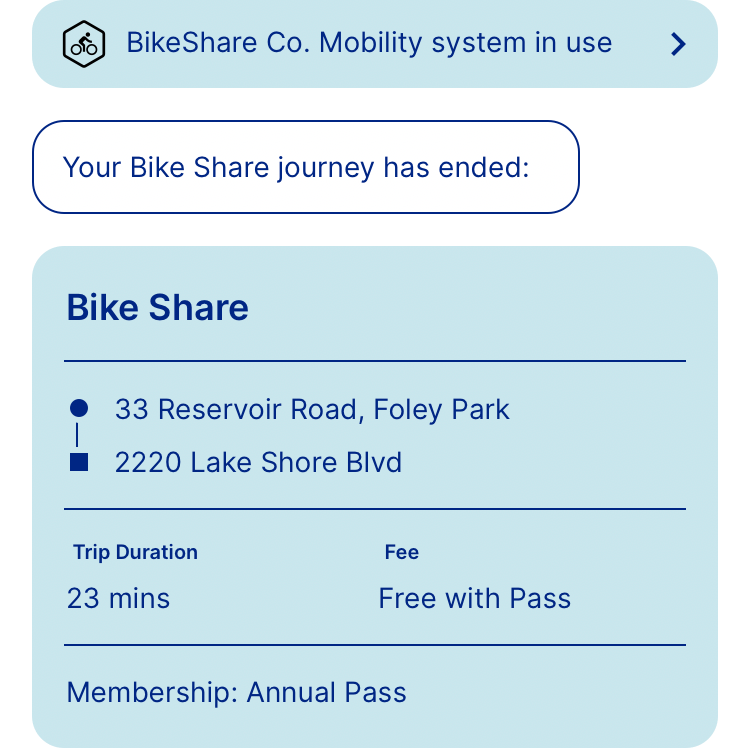 BikeShare Co. Mobility system in use
Your Bike Share journey has ended:
Bike Share
33 Reservoir Road, Foley Park
2220 Lake Shore Blvd
Trip Duration
Fee
23 mins
Free with Pass
Membership: Annual Pass